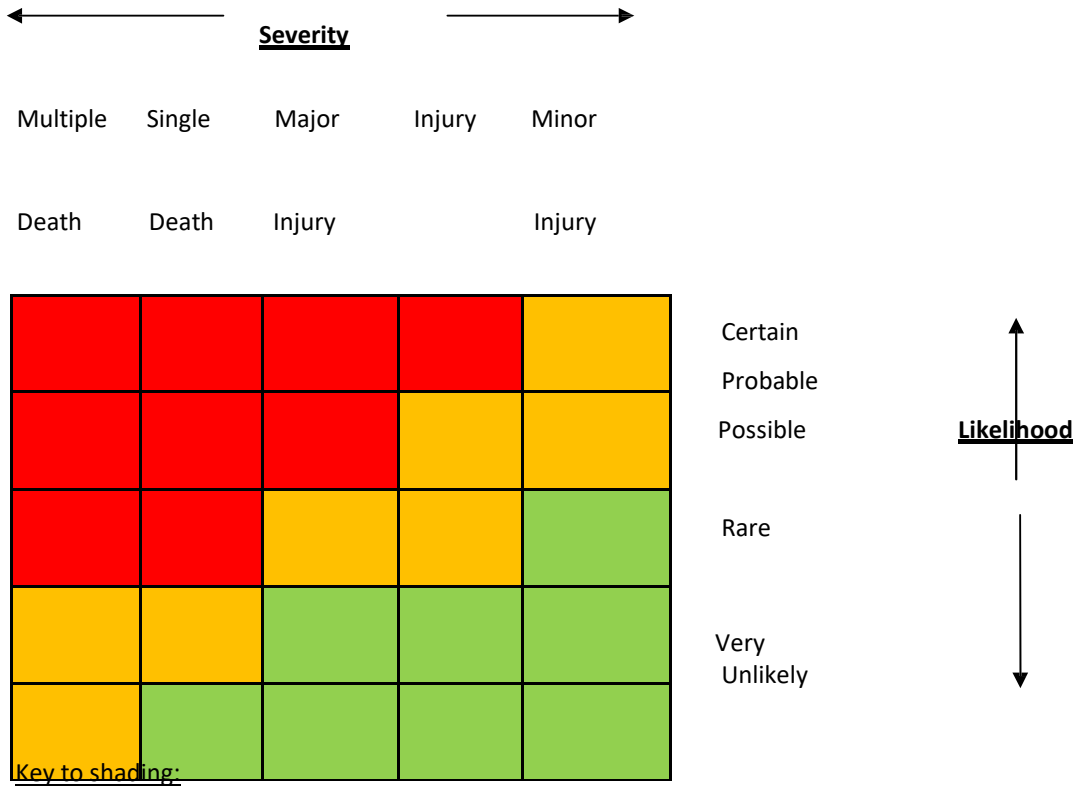 Severity
Multiple Single Major Injury Minor
Death Death Injury Injury
Certain
Probable
Possible Likelihood
Rare
Very
Unlikely
Key to shading: